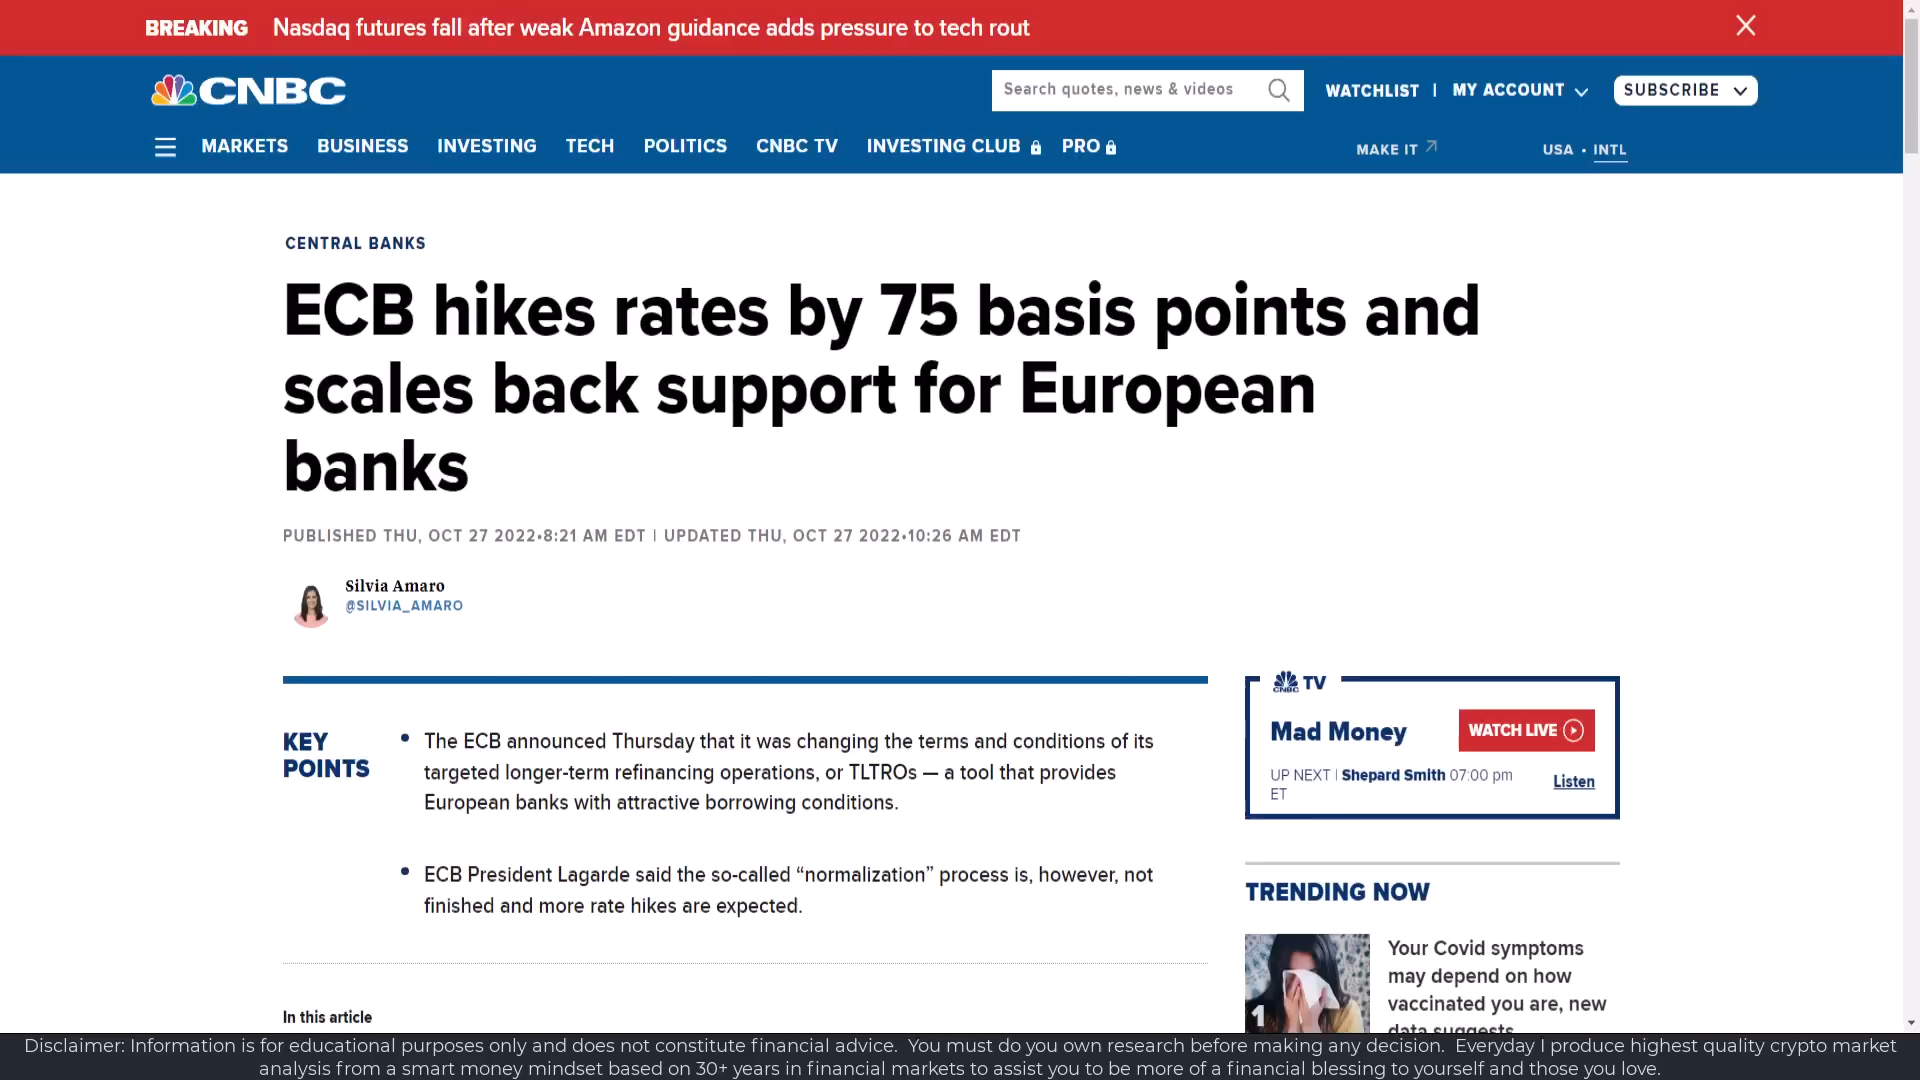 BREAKING Nasdaq futures fall after weak Amazon guidance adds pressure to tech rout
CNBC
Search quotes, news & videos
WATCHLIST | MY ACCOUNT
SUBSCRIBE
MARKETS BUSINESS INVESTING TECH POLITICS CNBC TV INVESTING CLUB PRO
MAKE IT
USA • INTL
CENTRAL BANKS
ECB hikes rates by 75 basis points and
scales back support for European
banks
PUBLISHED THU, OCT 27 2022•8:21 AM EDT | UPDATED THU, OCT 27 2022•10:26 AM EDT
Silvia Amaro
@SILVIA_AMARO
KEY
POINTS
• The ECB announced Thursday that it was changing the terms and conditions of its
targeted longer-term refinancing operations, or TLTROs — a tool that provides
European banks with attractive borrowing conditions.
• ECB President Lagarde said the so-called “normalization” process is, however, not
finished and more rate hikes are expected.
In this article
CNBC TV
Mad Money
WATCH LIVE
UP NEXT | Shepard Smith 07:00 pm
ET
Listen
TRENDING NOW
1
Your Covid symptoms
may depend on how
vaccinated you are, new
data suggests
Disclaimer: Information is for educational purposes only and does not constitute financial advice. You must do you own research before making any decision. Everyday I produce highest quality crypto market
analysis from a smart money mindset based on 30+ years in financial markets to assist you to be more of a financial blessing to yourself and those you love.